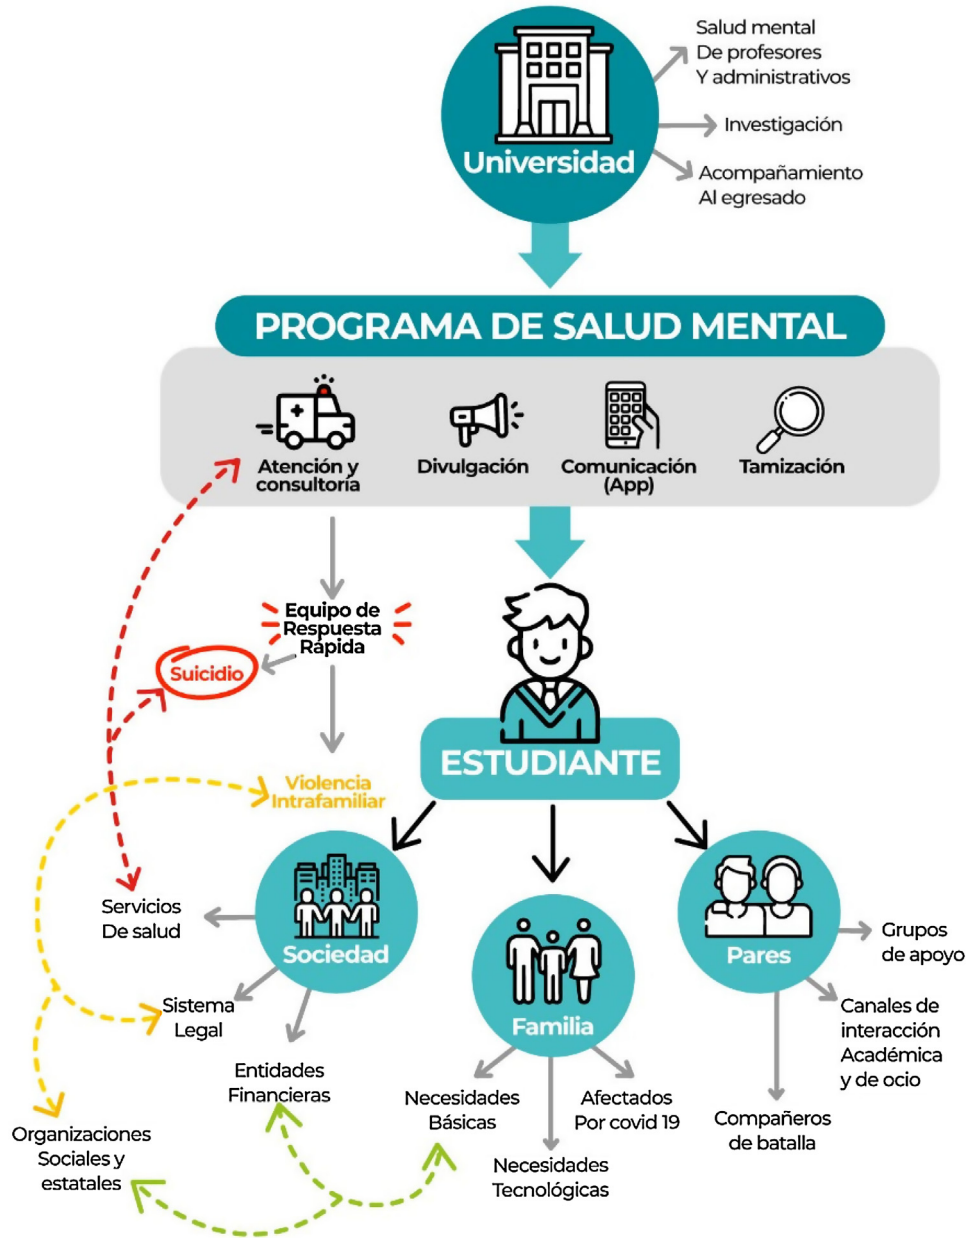 Salud mental
De profesores
Y administrativos
Investigación
Universidad
Acompañamiento
Al egresado
PROGRAMA DE SALUD MENTAL
Atención y
consultoría
Divulgación
Comunicación
(App)
Tamización
Equipo de
Respuesta
Rápida
Suicidio
ESTUDIANTE
Violencia
Intrafamiliar
Servicios
De salud
Sociedad
Sistema
Legal
Entidades
Financieras
Organizaciones
Sociales y
estatales
Familia
Necesidades
Básicas
Necesidades
Tecnológicas
Afectados
Por covid 19
Pares
Grupos
de apoyo
Canales de
interacción
Académica
y de ocio
Compañeros
de batalla